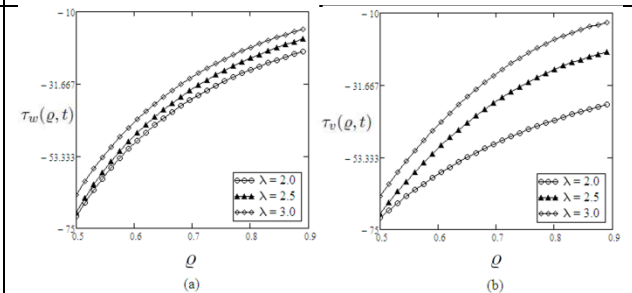 -10
-31.667
τ_w(ϱ,t)
-53.333
-75
0.5 0.6 0.7 0.8 0.9
λ = 2.0
λ = 2.5
λ = 3.0
ϱ
(a)
-10
-31.667
τ_v(ϱ,t)
-53.333
-75
0.5 0.6 0.7 0.8 0.9
λ = 2.0
λ = 2.5
λ = 3.0
ϱ
(b)